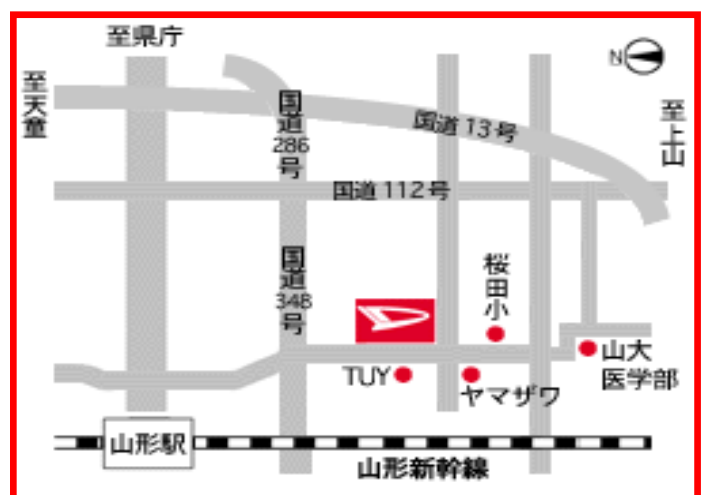 至県庁
N
至天童
至上山
国道
286
号
国道13号
国道112号
国道
348
号
桜田小
山大
医学部
TUY
ヤマザワ
山形駅
山形新幹線